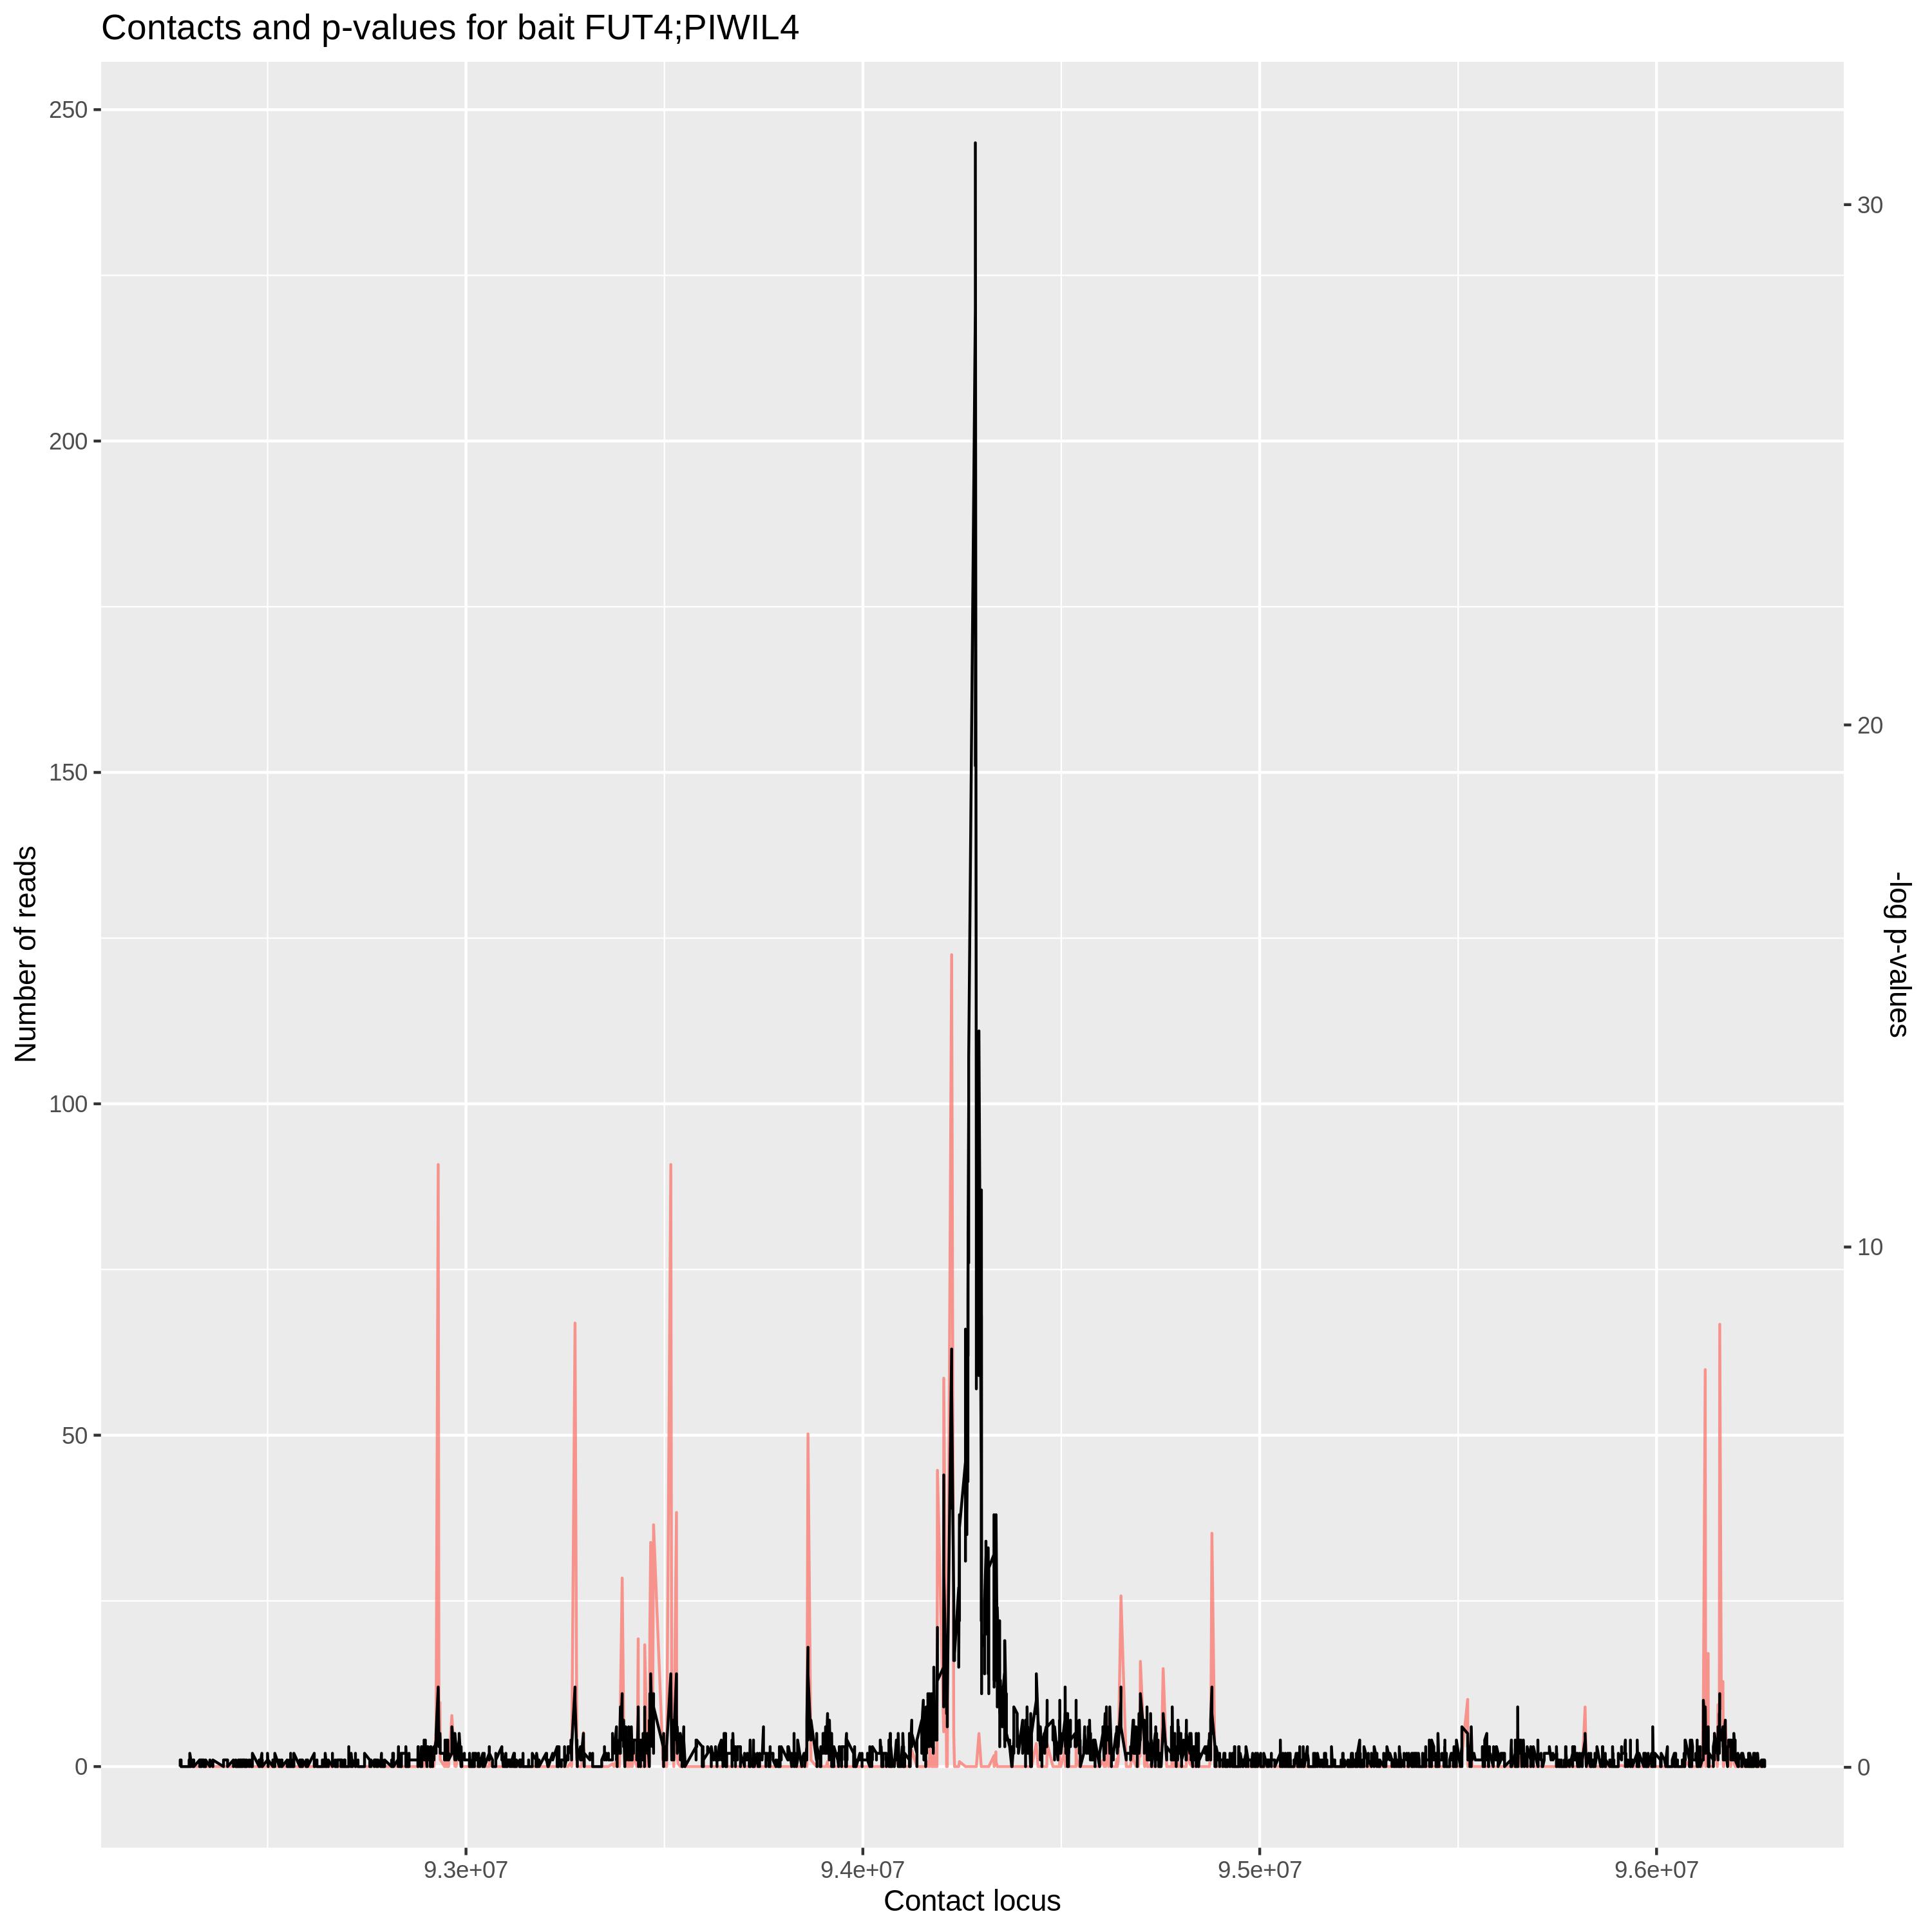 Contacts and p-values for bait FUT4;PIWIL4
250
200
150
100
50
0
Number of reads
30
20
10
0
-log p-values
9.3e+07
9.4e+07
9.5e+07
9.6e+07
Contact locus